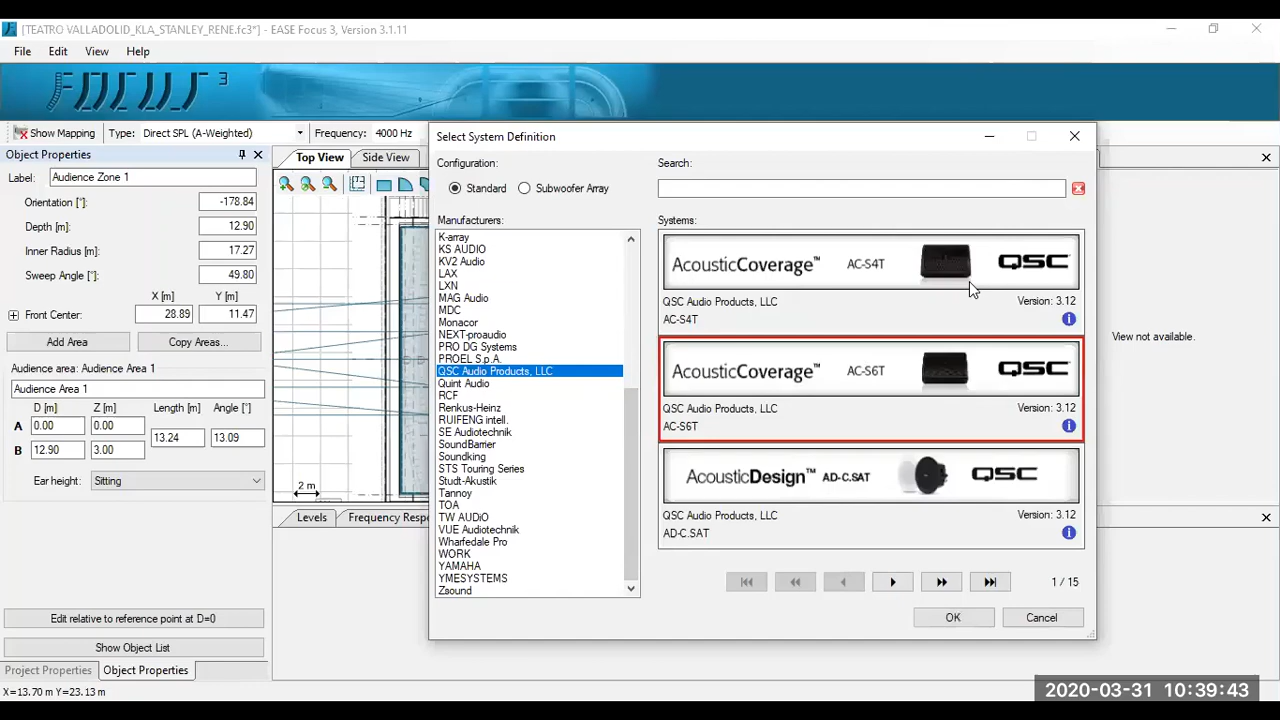 [TEATRO VALLADOLID_KLA_STANLEY_RENE.fc3*] - EASE Focus 3, Version 3.1.11
File Edit View Help
FOCUS 3
Show Mapping Type: Direct SPL (A-Weighted) Frequency: 4000 Hz
Object Properties
Label: Audience Zone 1
Orientation [°]: -178.84
Depth [m]: 12.90
Inner Radius [m]: 17.27
Sweep Angle [°]: 49.80
X [m] Y [m]
Front Center: 28.89 11.47
Add Area Copy Areas...
Audience area: Audience Area 1
Audience Area 1
D [m] Z [m] Length [m] Angle [°]
A 0.00 0.00 13.24 13.09
B 12.90 3.00
Ear height: Sitting
Edit relative to reference point at D=0
Show Object List
Project Properties Object Properties
X=13.70 m Y=23.13 m
Top View Side View
2 m
Levels Frequency Respo
Select System Definition
Configuration:
Standard Subwoofer Array
Search:
Manufacturers:
K-array
KS AUDIO
KV2 Audio
LAX
LXN
MAG Audio
MDC
Monacor
NEXT-proaudio
PRO DG Systems
PROEL S.p.A.
QSC Audio Products, LLC
Quint Audio
RCF
Renkus-Heinz
RUIFENG intell.
SE Audiotechnik
SoundBarrier
Soundking
STS Touring Series
Studt-Akustik
Tannoy
TOA
TW AUDiO
VUE Audiotechnik
Wharfedale Pro
WORK
YAMAHA
YMESYSTEMS
Zsound
Systems:
AcousticCoverage™ AC-S4T QSC
QSC Audio Products, LLC Version: 3.12
AC-S4T
AcousticCoverage™ AC-S6T QSC
QSC Audio Products, LLC Version: 3.12
AC-S6T
AcousticDesign™ AD-C.SAT QSC
QSC Audio Products, LLC Version: 3.12
AD-C.SAT
1 / 15
OK Cancel
View not available.
2020-03-31 10:39:43